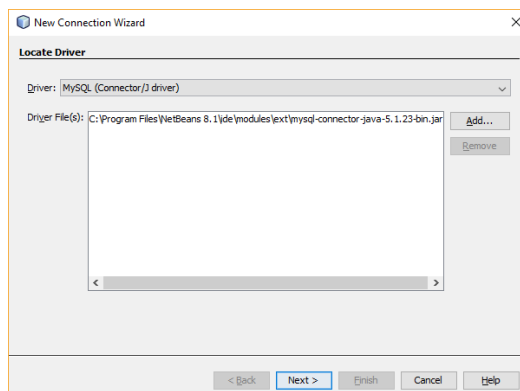 New Connection Wizard
Locate Driver
Driver: MySQL (Connector/J driver)
Driver File(s): C:\Program Files\NetBeans 8.1\ide\modules\ext\mysql-connector-java-5.1.23-bin.jar
Add...
Remove
< Back Next > Finish Cancel Help